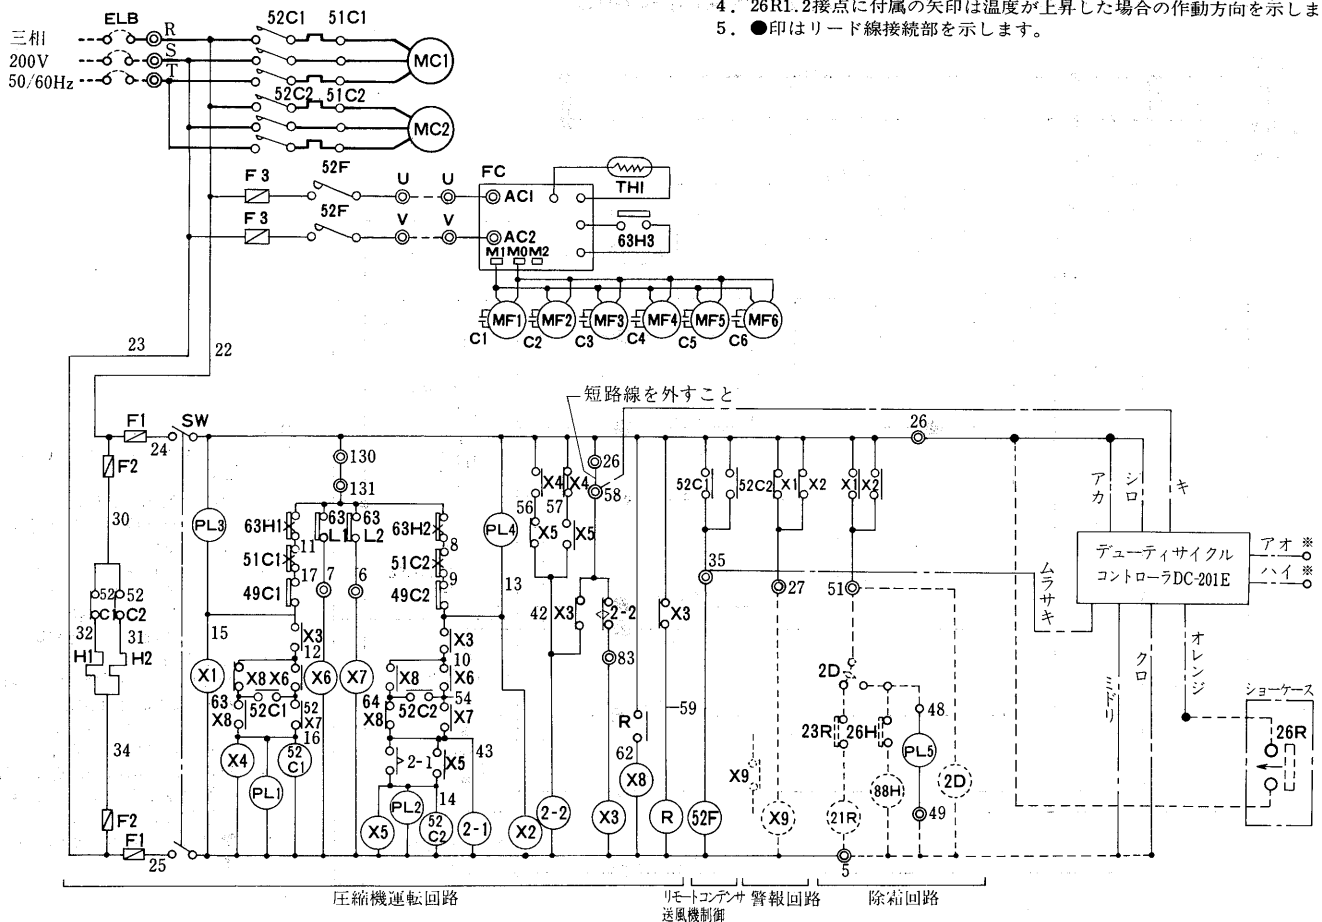 4. 26R1.2接点に付属の矢印は温度が上昇した場合の作動方向を示しま
5. ●印はリード線接続部を示します。
三相
200V
50/60Hz
ELB
R
S
T
52C1 51C1
MC1
52C2 51C2
MC2
F3
52F
U
U
FC
AC1
TH1
F3
52F
V
V
AC2
63H3
M1 M0 M2
MF1 MF2 MF3 MF4 MF5 MF6
C1 C2 C3 C4 C5 C6
23
22
短路線を外すこと
F1
SW
24
26
F2
130
131
26
58
X4 X4
56 57
X5 X5
52C1 52C2
X1 X2
X1 X2
アカ
シロ
キ
30
PL3
63H1
63
L1
63
L2
63H2
PL4
11
8
51C1
51C2
17
7
6
9
13
49C1
49C2
35
27
51
ムラサキ
デューティサイクル
コントローラDC-201E
アオ ※
ハイ ※
52
C1
52
C2
32
31
H1
H2
15
42
X3
2-2
X3
X3
12
X3
10
83
X1
X8 X6
X6
X7
X8
X6
63
X8
52C1
52
X7
64
X8
52C2
54
X7
16
59
R
62
2D
23R
26H
48
PL5
49
オレンジ
クロ
ミドリ
ショーケース
26R
34
X4
PL1
52
C1
2-1
X5
43
14
X5
PL2
52
C2
2-1
X2
2-2
X3
X8
R
52F
X9
X9
21R
88H
2D
F2
F1
25
5
圧縮機運転回路
リモートコンデンサ
送風機制御
警報回路
除霜回路